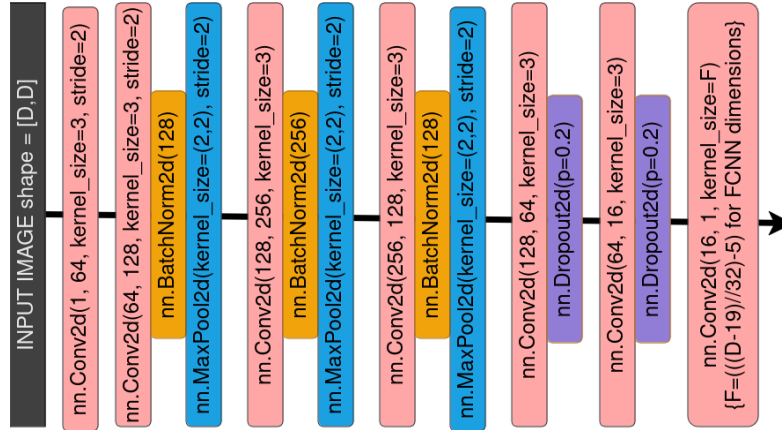 INPUT IMAGE shape = [D,D]
nn.Conv2d(1, 64, kernel_size=3, stride=2)
nn.Conv2d(64, 128, kernel_size=3, stride=2)
nn.BatchNorm2d(128)
nn.MaxPool2d(kernel_size=(2,2), stride=2)
nn.Conv2d(128, 256, kernel_size=3)
nn.BatchNorm2d(256)
nn.MaxPool2d(kernel_size=(2,2), stride=2)
nn.Conv2d(256, 128, kernel_size=3)
nn.BatchNorm2d(128)
nn.MaxPool2d(kernel_size=(2,2), stride=2)
nn.Conv2d(128, 64, kernel_size=3)
nn.Dropout2d(p=0.2)
nn.Conv2d(64, 16, kernel_size=3)
nn.Dropout2d(p=0.2)
nn.Conv2d(16, 1, kernel_size=F)
{F=(((D-19)//32)-5) for FCNN dimensions}